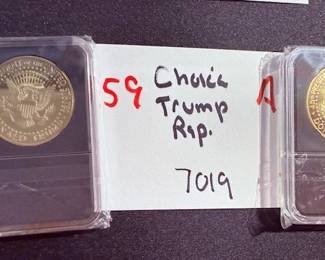 59 Choice A
Trump
Rep.
7019